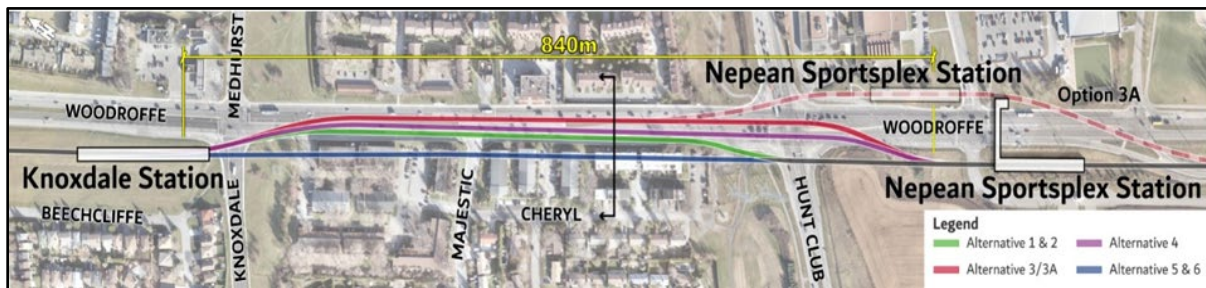 N
MEDHURST
840m
Nepean Sportsplex Station
Option 3A
WOODROFFE
WOODROFFE
Knoxdale Station
Nepean Sportsplex Station
BEECHCLIFFE
KNOXDALE
MAJESTIC
CHERYL
HUNT CLUB
Legend
Alternative 1 & 2
Alternative 4
Alternative 3/3A
Alternative 5 & 6